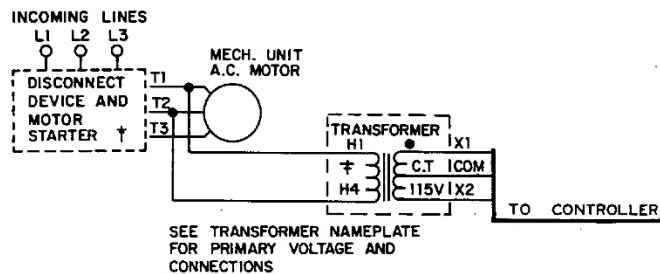 INCOMING LINES
L1 L2 L3
MECH. UNIT
A.C. MOTOR
DISCONNECT
DEVICE AND
MOTOR
STARTER
T1
T2
T3
TRANSFORMER
H1
H4
C.T
115V
X1
COM
X2
TO CONTROLLER
SEE TRANSFORMER NAMEPLATE
FOR PRIMARY VOLTAGE AND
CONNECTIONS